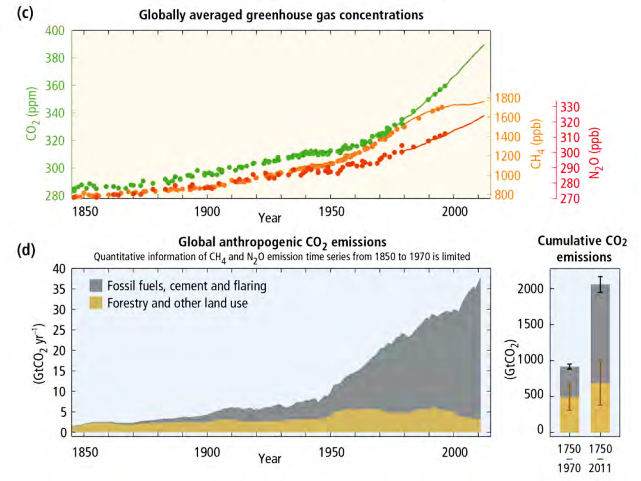 (c)
Globally averaged greenhouse gas concentrations
400
380
360
340
320
300
280
CO2 (ppm)
1800
1600
1400
1200
1000
800
CH4 (ppb)
330
320
310
300
290
280
270
N2O (ppb)
1850 1900 1950 2000
Year
(d)
Global anthropogenic CO2 emissions
Quantitative information of CH4 and N2O emission time series from 1850 to 1970 is limited
40
35
30
25
20
15
10
5
0
(GtCO2 yr-1)
Fossil fuels, cement and flaring
Forestry and other land use
1850 1900 1950 2000
Year
Cumulative CO2
emissions
2000
1500
1000
500
0
(GtCO2)
1750 1750
– –
1970 2011